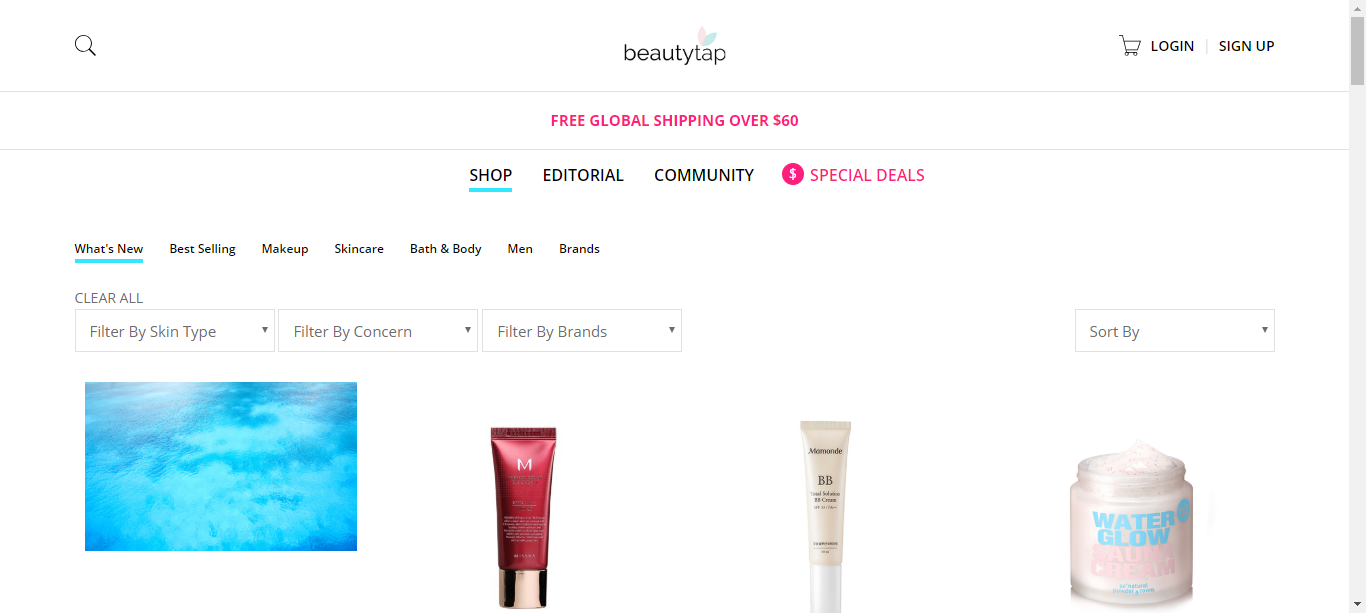 beautytap
LOGIN
SIGN UP
FREE GLOBAL SHIPPING OVER $60
SHOP
EDITORIAL
COMMUNITY
$ SPECIAL DEALS
What's New
Best Selling
Makeup
Skincare
Bath & Body
Men
Brands
CLEAR ALL
Filter By Skin Type
Filter By Concern
Filter By Brands
Sort By
M
MISSHA
Mamonde
BB
Total Solution
BB Cream
WATER
GLOW
SAUNA
CREAM